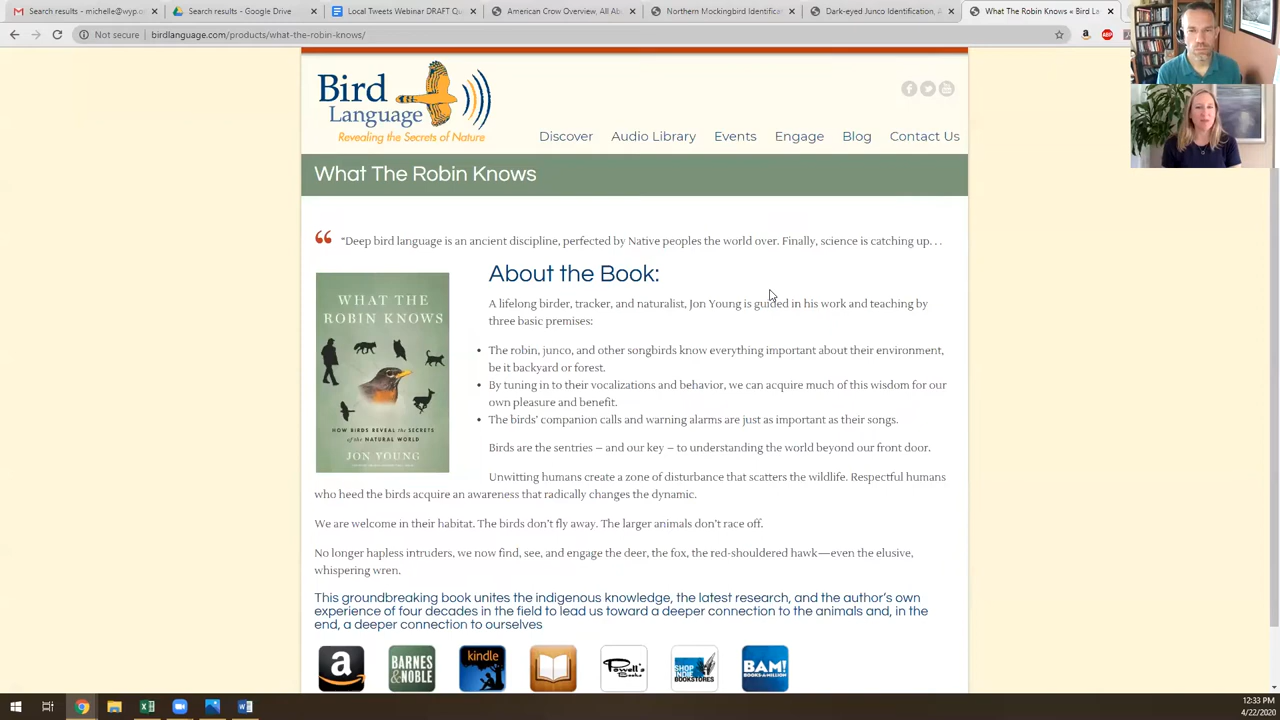 Search results - michelle@wyp.o
Search results - Google Drive
Local Tweets Webinar DRAFT Qu
American Crow Overview, All Ab
Northern Mockingbird Identificat
Dark-eyed Junco Identification, A
What The Robin Knows « Bird La
Not secure | birdlanguage.com/products/what-the-robin-knows/
Bird
Language
Revealing the Secrets of Nature
Discover Audio Library Events Engage Blog Contact Us
What The Robin Knows
“Deep bird language is an ancient discipline, perfected by Native peoples the world over. Finally, science is catching up. . .
About the Book:
A lifelong birder, tracker, and naturalist, Jon Young is guided in his work and teaching by
three basic premises:
• The robin, junco, and other songbirds know everything important about their environment,
be it backyard or forest.
• By tuning in to their vocalizations and behavior, we can acquire much of this wisdom for our
own pleasure and benefit.
• The birds’ companion calls and warning alarms are just as important as their songs.
Birds are the sentries – and our key – to understanding the world beyond our front door.
Unwitting humans create a zone of disturbance that scatters the wildlife. Respectful humans
who heed the birds acquire an awareness that radically changes the dynamic.
WHAT THE
ROBIN KNOWS
HOW BIRDS REVEAL the SECRETS
of the NATURAL WORLD
JON YOUNG
We are welcome in their habitat. The birds don’t fly away. The larger animals don’t race off.
No longer hapless intruders, we now find, see, and engage the deer, the fox, the red-shouldered hawk—even the elusive,
whispering wren.
This groundbreaking book unites the indigenous knowledge, the latest research, and the author’s own
experience of four decades in the field to lead us toward a deeper connection to the animals and, in the
end, a deeper connection to ourselves
a
BARNES
&NOBLE
kindle
Powell's
Books
SHOP
INDIE
BOOKSTORES
BAM!
BOOKS-A-MILLION
12:33 PM
4/22/2020